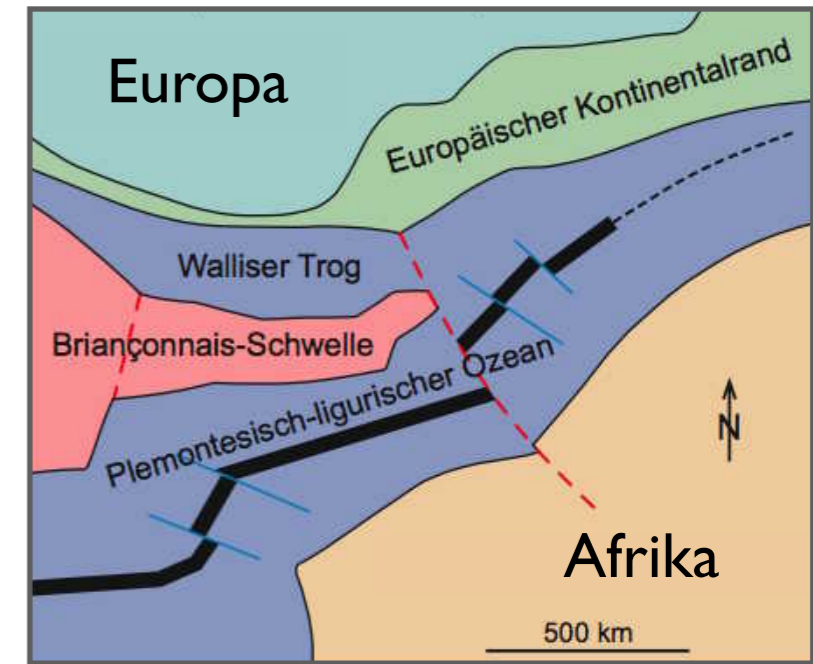 Europa
Europäischer Kontinentalrand
Walliser Trog
Briançonnais-Schwelle
Plemontesisch-ligurischer Ozean
N
Afrika
500 km